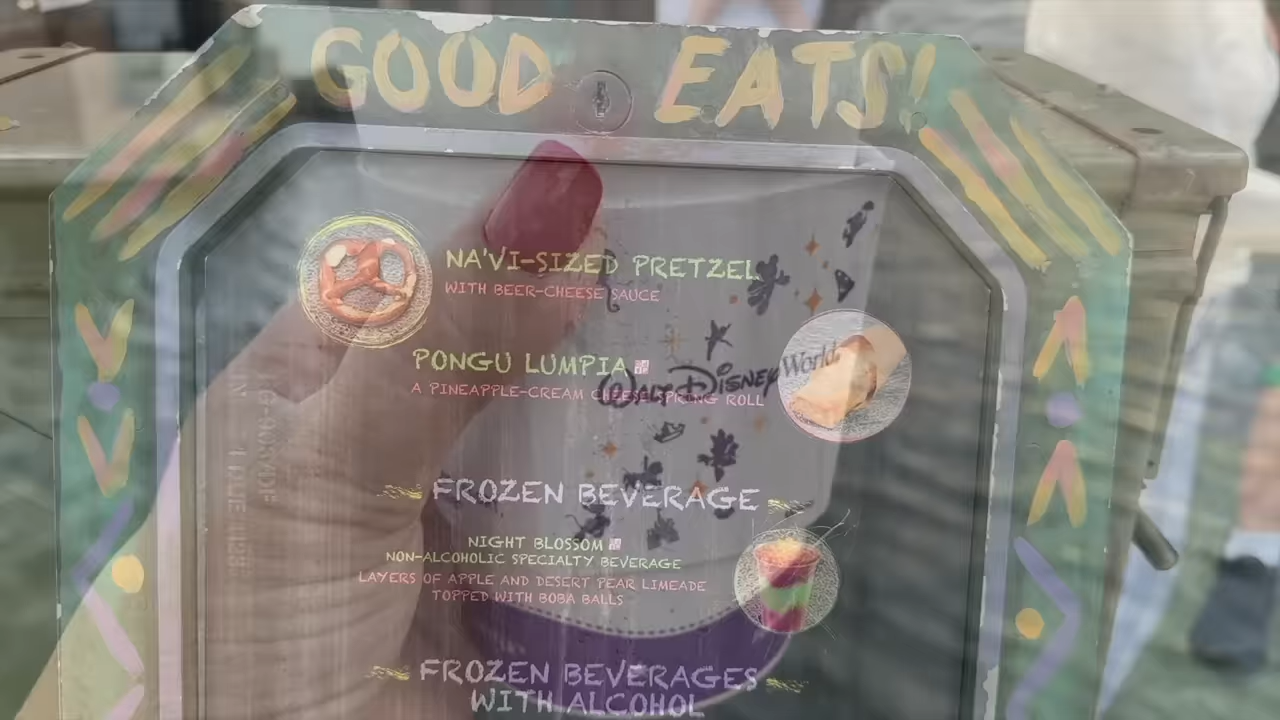 GOOD EATS!
NA'VI-SIZED PRETZEL
WITH BEER-CHEESE SAUCE
PONGU LUMPIA
A PINEAPPLE-CREAM CHEESE SPRING ROLL
WALT DISNEY World
FROZEN BEVERAGE
NIGHT BLOSSOM
NON-ALCOHOLIC SPECIALTY BEVERAGE
LAYERS OF APPLE AND DESERT PEAR LIMEADE
TOPPED WITH BOBA BALLS
FROZEN BEVERAGES
WITH ALCOHOL